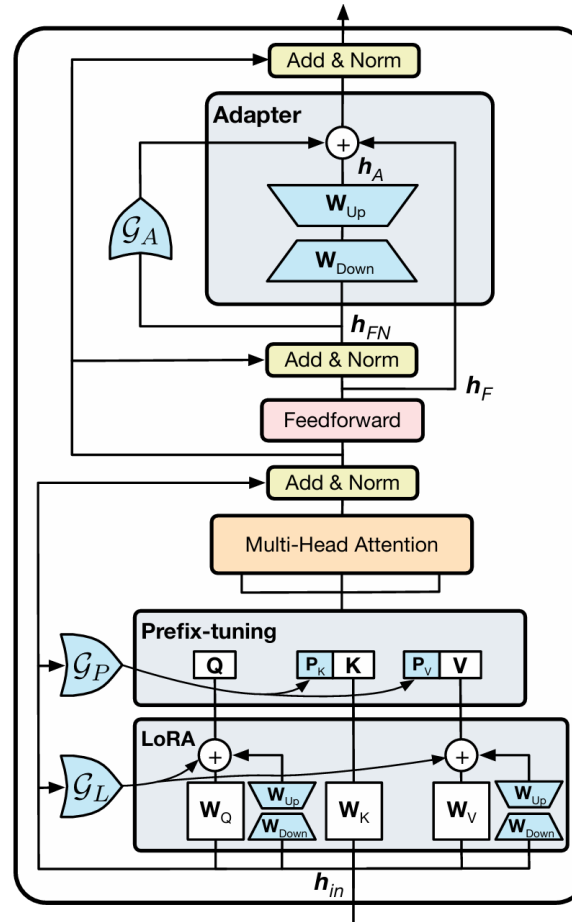 Add & Norm
Adapter
+
h_A
W_Up
G_A
W_Down
h_FN
Add & Norm
h_F
Feedforward
Add & Norm
Multi-Head Attention
Prefix-tuning
G_P
Q
P_K K
P_V V
LoRA
+
+
G_L
W_Q
W_Up
W_Down
W_K
W_V
W_Up
W_Down
h_in